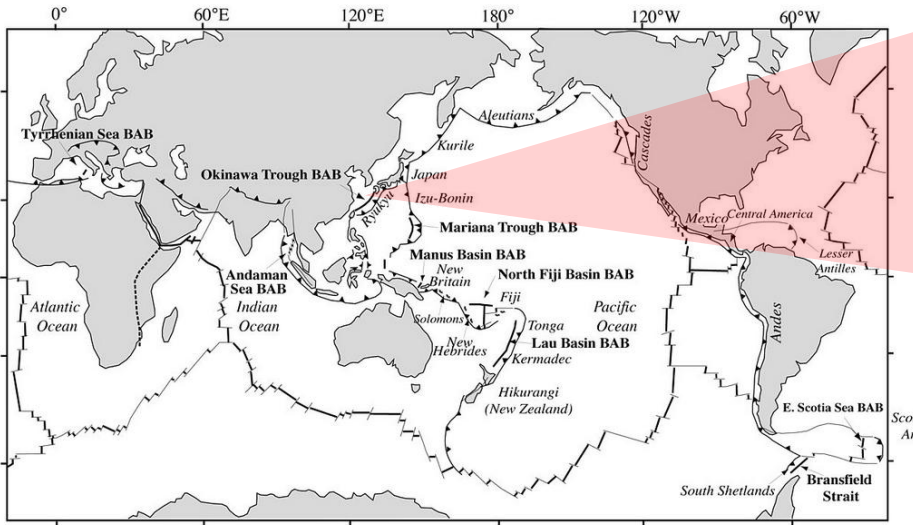 0°
60°E
120°E
180°
120°W
60°W
Aleutians
Tyrrhenian Sea BAB
Cascades
Kurile
Okinawa Trough BAB
Japan
Ryukyu
Izu-Bonin
Mexico
Central America
Mariana Trough BAB
Manus Basin BAB
Lesser
Antilles
Andaman
Sea BAB
New
Britain
North Fiji Basin BAB
Fiji
Atlantic
Ocean
Indian
Ocean
Pacific
Ocean
Solomons
Tonga
Andes
New
Hebrides
Lau Basin BAB
Kermadec
Hikurangi
(New Zealand)
E. Scotia Sea BAB
Sco
A
South Shetlands
Bransfield
Strait